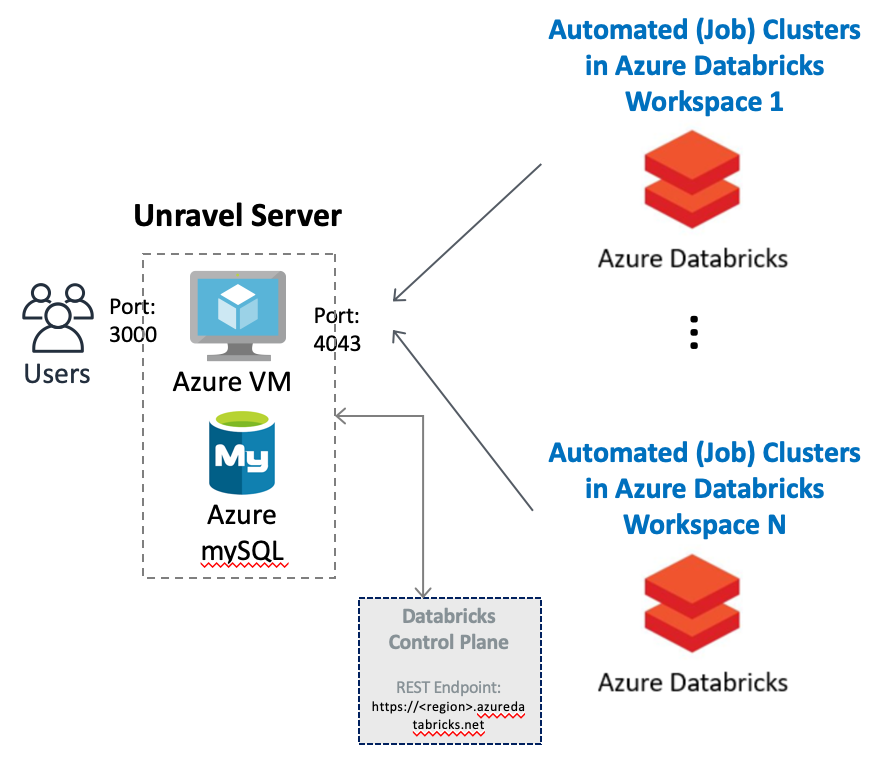 Automated (Job) Clusters
in Azure Databricks
Workspace 1
Azure Databricks
Unravel Server
Users
Port:
3000
Azure VM
Port:
4043
My
Azure
mySQL
Automated (Job) Clusters
in Azure Databricks
Workspace N
Azure Databricks
Databricks
Control Plane
REST Endpoint:
https://<region>.azureda
tabricks.net